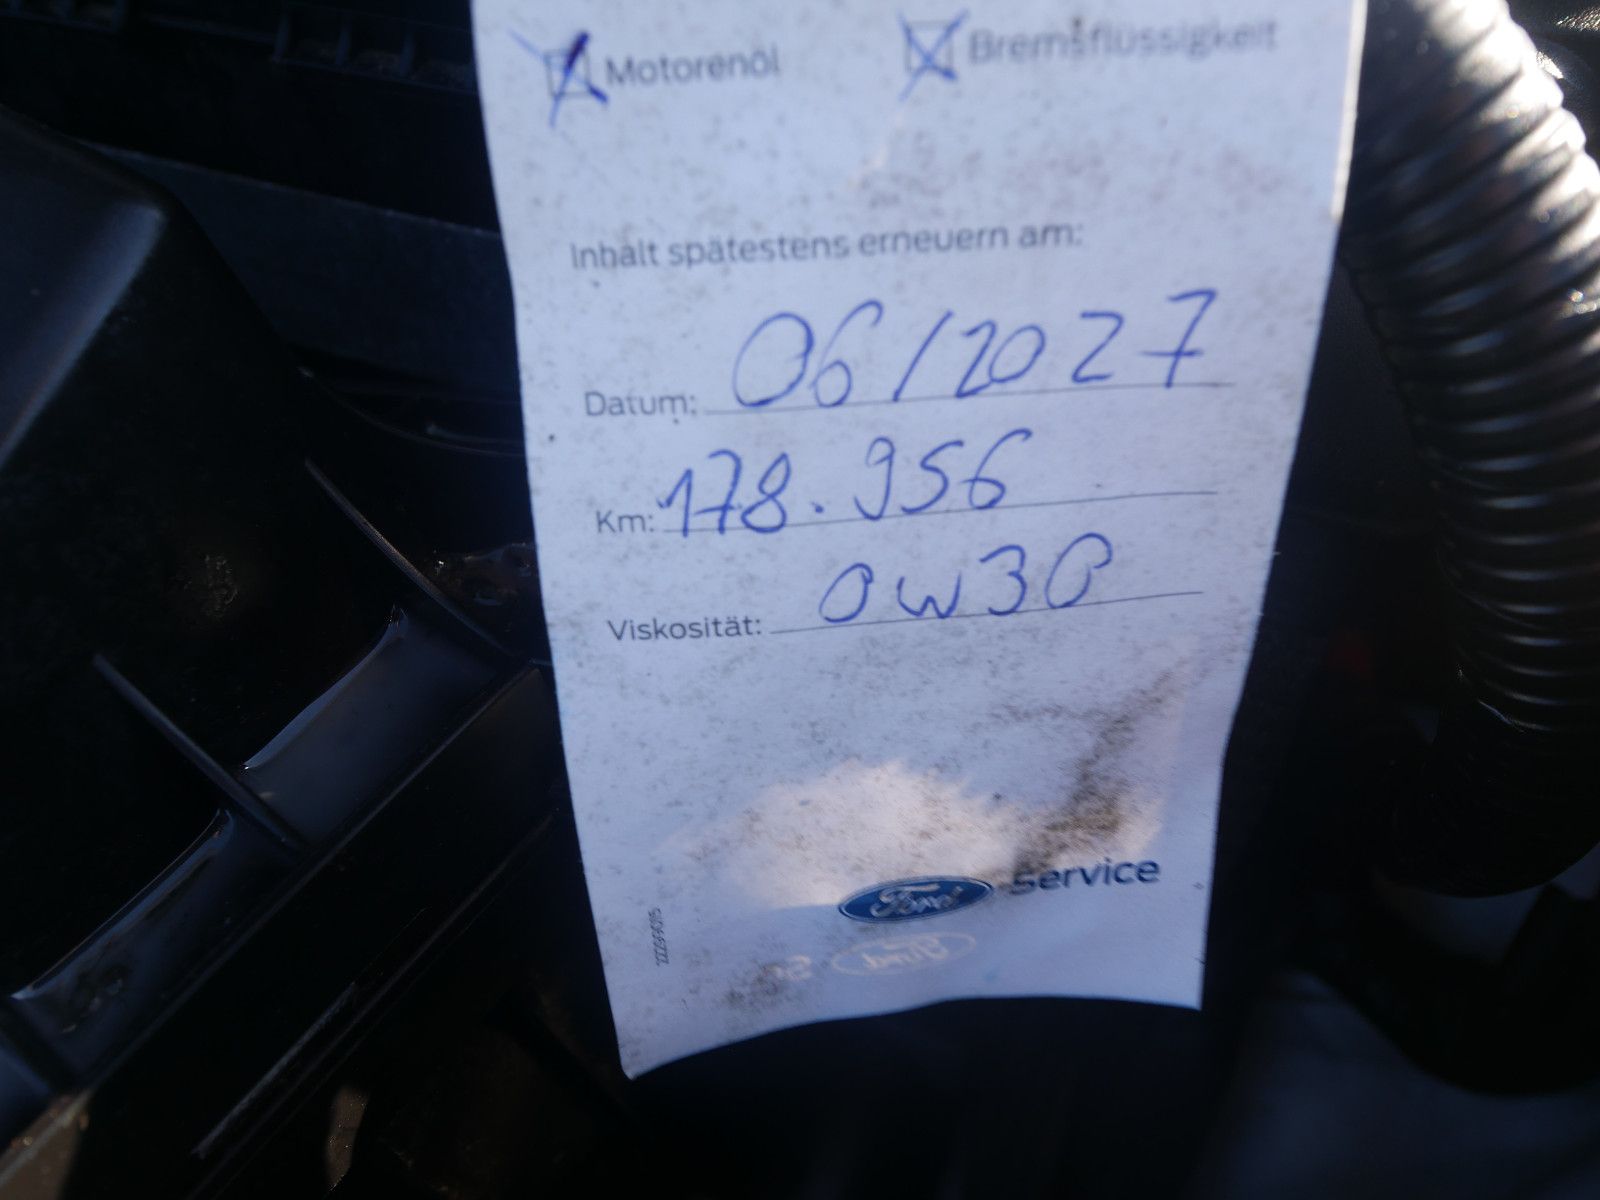 Motorenöl Bremsflüssigkeit
Inhalt spätestens erneuern am:
Datum: 06/2027
Km: 178.956
Viskosität: 0W30
Ford Service